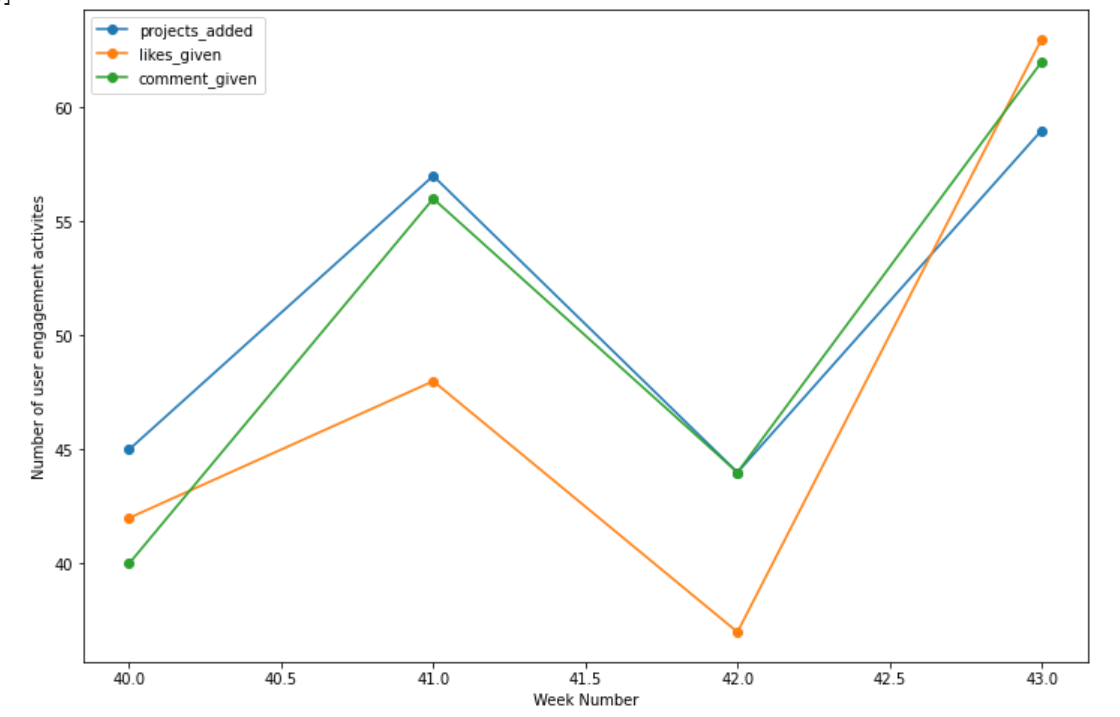 ]
projects_added
likes_given
comment_given
60
55
50
45
40
Number of user engagement activites
40.0 40.5 41.0 41.5 42.0 42.5 43.0
Week Number